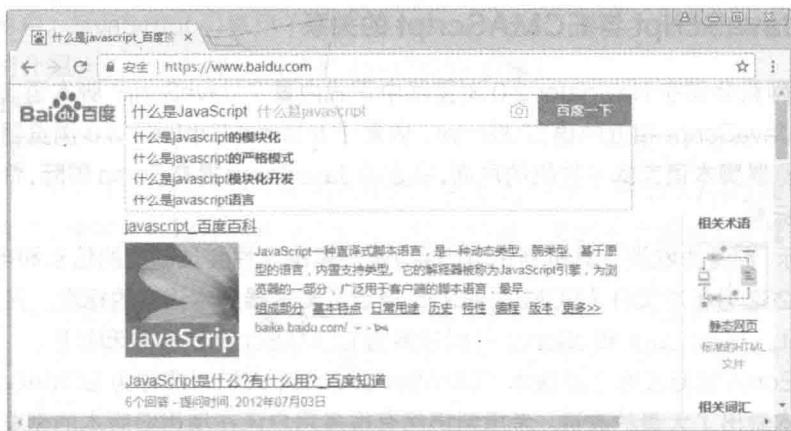 什么是javascript_百度搜 ×
安全 | https://www.baidu.com
Bai du 百度
什么是JavaScript 什么是javascript
百度一下
什么是javascript的模块化
什么是javascript的严格模式
什么是javascript模块化开发
什么是javascript语言
javascript_百度百科
相关术语
JavaScript一种直译式脚本语言，是一种动态类型、弱类型、基于原
型的语言，内置支持类型。它的解释器被称为JavaScript引擎，为浏
览器的一部分，广泛用于客户端的脚本语言，最早
组成部分 基本特点 日常用途 历史 特性 编程 版本 更多>>
baike.baidu.com/
JavaScrip
静态网页
标准的HTML
文件
JavaScript是什么?有什么用?_百度知道
6个回答 - 提问时间: 2012年07月03日
相关词汇